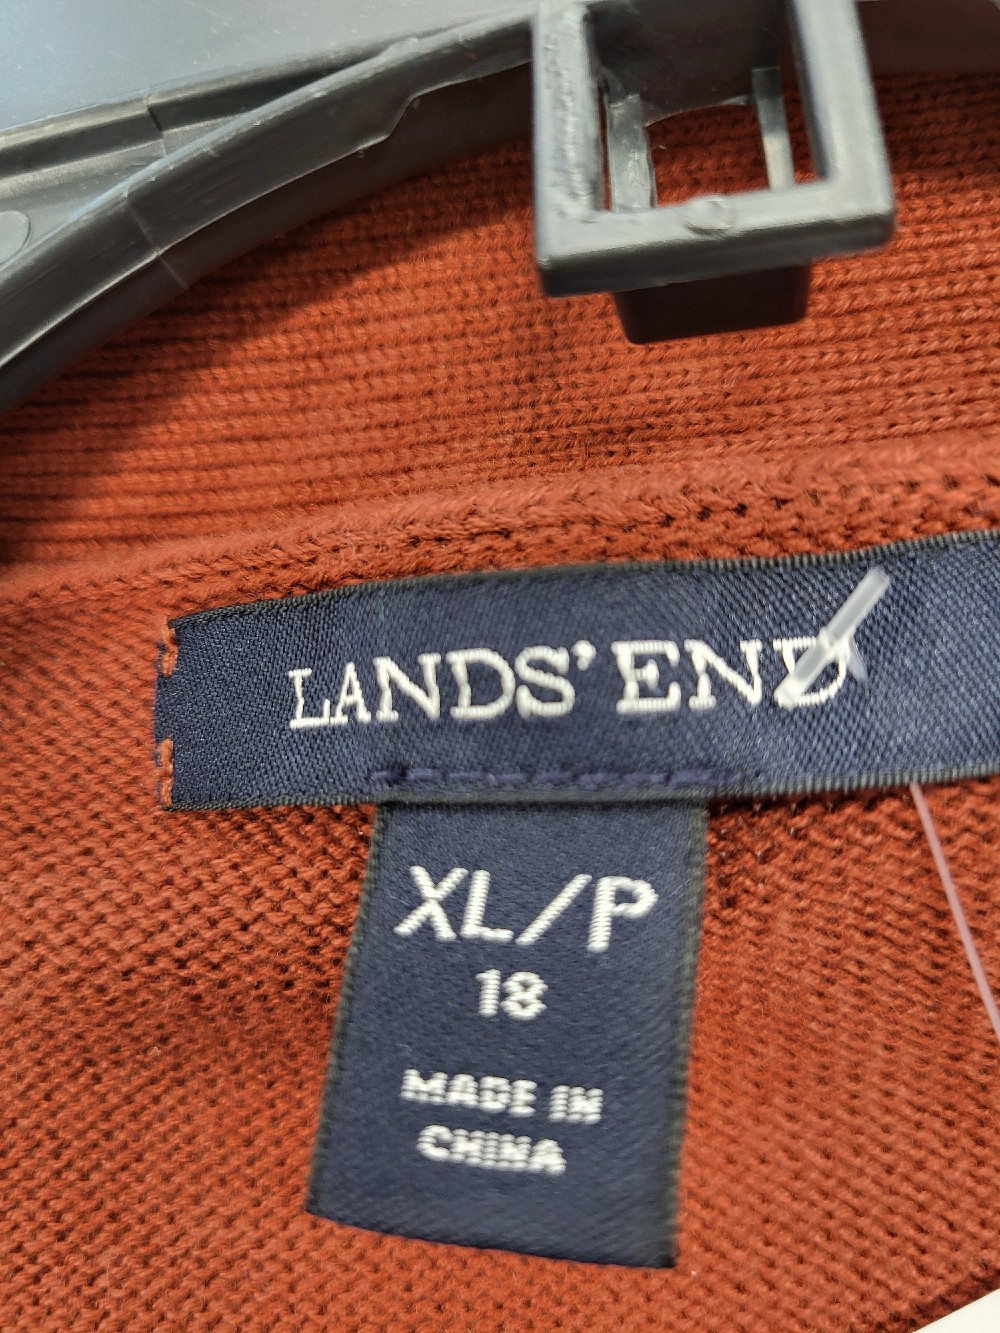 LANDS' END
XL/P
18
MADE IN
CHINA